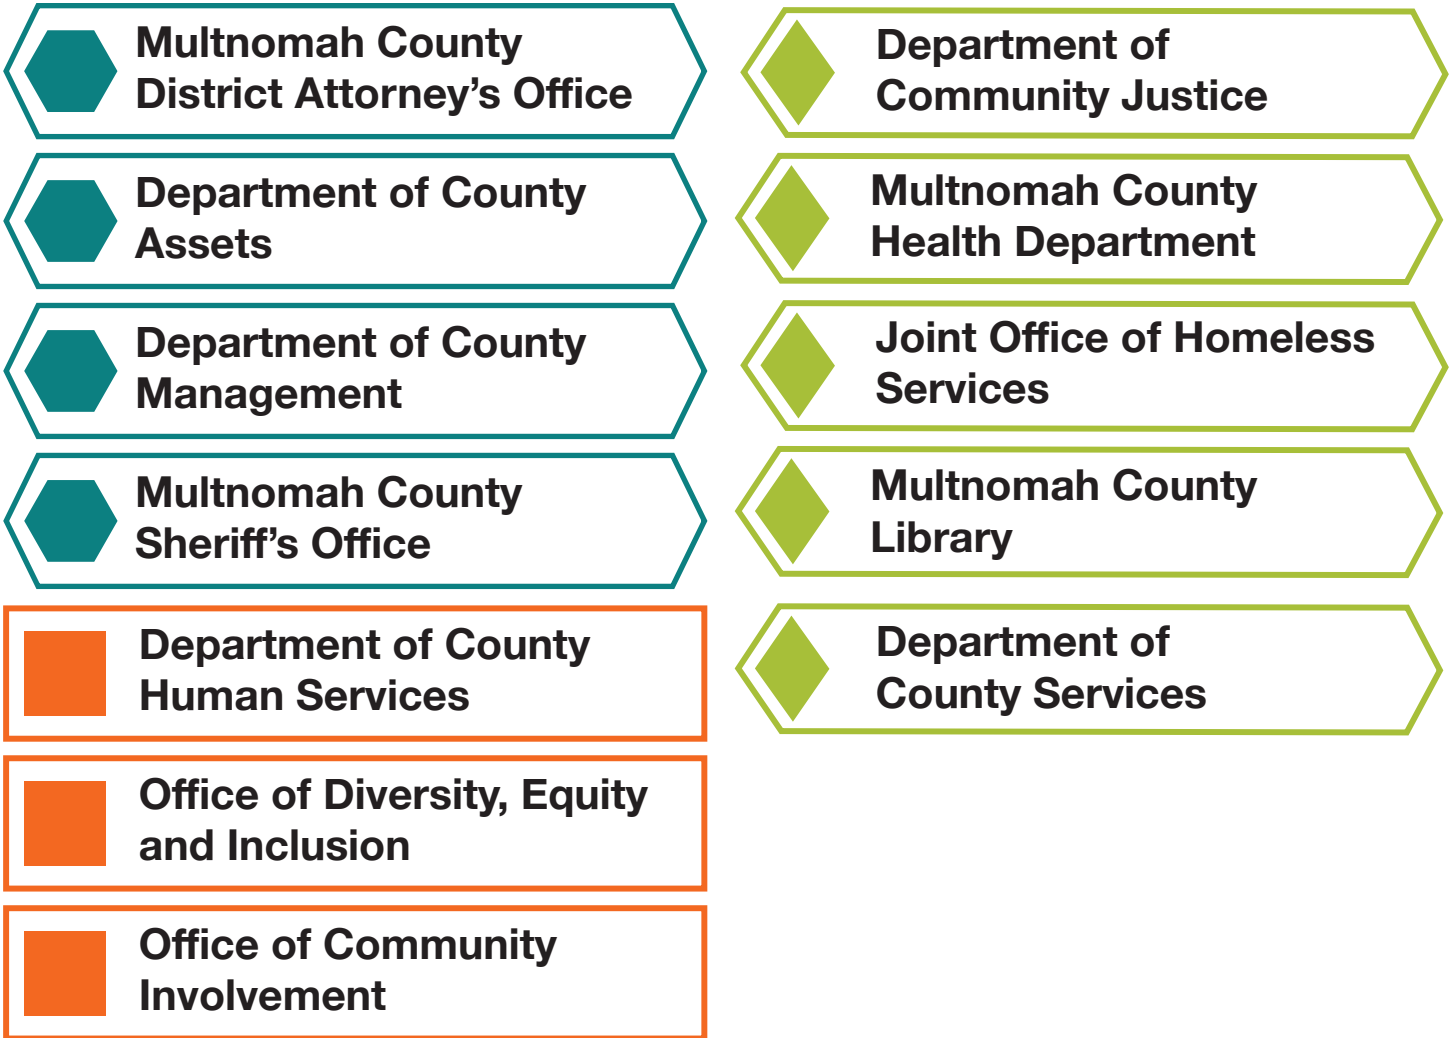 Multnomah County
District Attorney’s Office
Department of County
Assets
Department of County
Management
Multnomah County
Sheriff’s Office
Department of County
Human Services
Office of Diversity, Equity
and Inclusion
Office of Community
Involvement
Department of
Community Justice
Multnomah County
Health Department
Joint Office of Homeless
Services
Multnomah County
Library
Department of
County Services